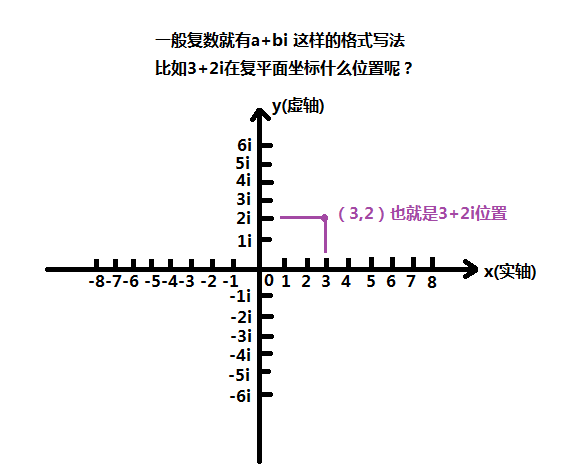 一般复数就有a+bi 这样的格式写法
比如3+2i在复平面坐标什么位置呢？
y(虚轴)
6i
5i
4i
3i
2i
（3,2）也就是3+2i位置
1i
x(实轴)
-8 -7 -6 -5 -4 -3 -2 -1 0 1 2 3 4 5 6 7 8
-1i
-2i
-3i
-4i
-5i
-6i